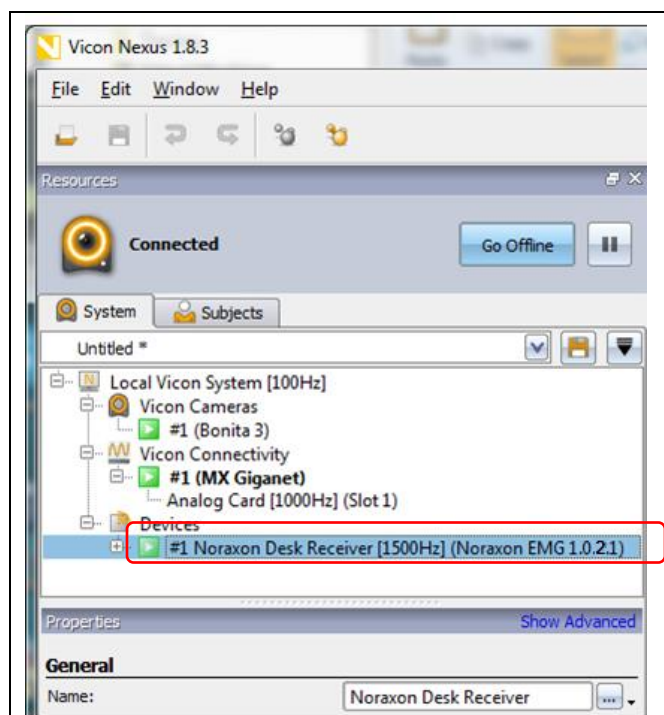 Vicon Nexus 1.8.3
File Edit Window Help
Resources
Connected
Go Offline
System Subjects
Untitled *
Local Vicon System [100Hz]
Vicon Cameras
#1 (Bonita 3)
Vicon Connectivity
#1 (MX Giganet)
Analog Card [1000Hz] (Slot 1)
Devices
#1 Noraxon Desk Receiver [1500Hz] (Noraxon EMG 1.0.2.1)
Properties Show Advanced
General
Name: Noraxon Desk Receiver ...